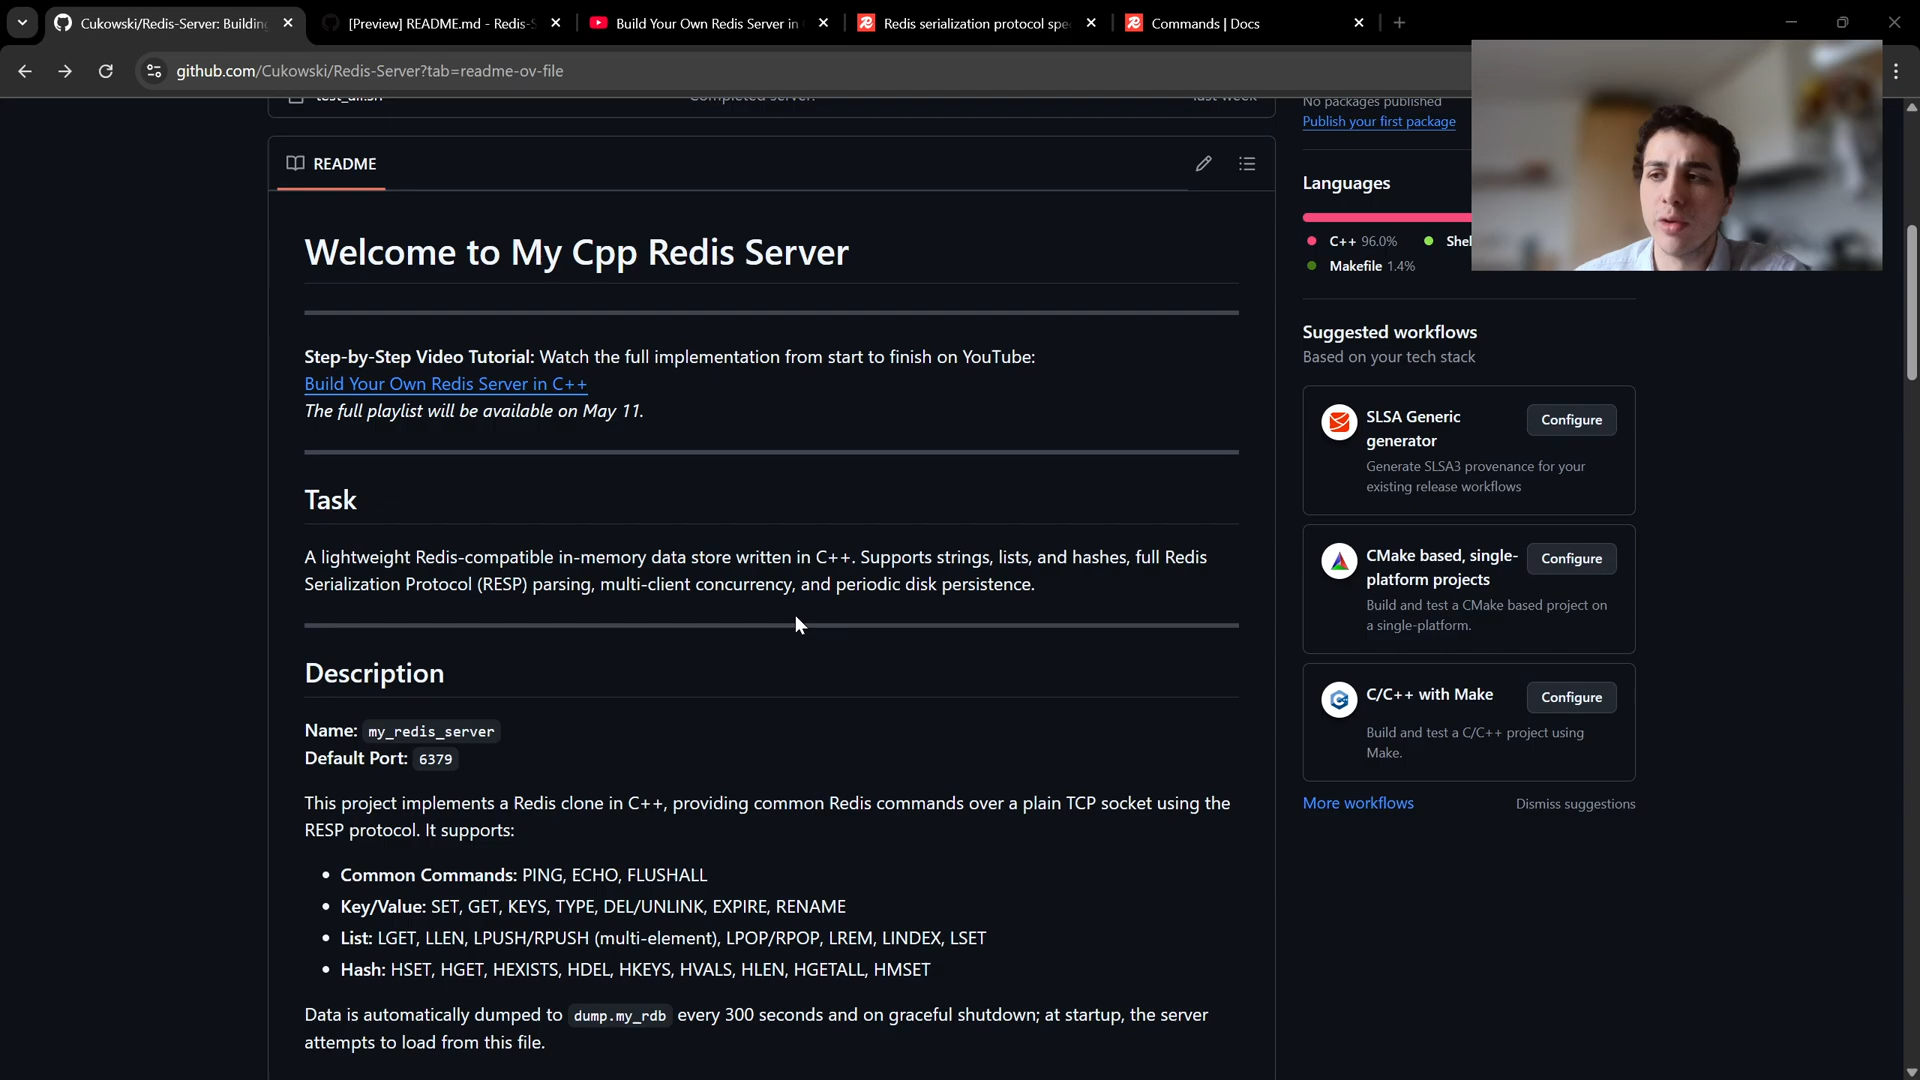 Cukowski/Redis-Server: Building
[Preview] README.md - Redis-S
Build Your Own Redis Server in
Redis serialization protocol spe
Commands | Docs
github.com/Cukowski/Redis-Server?tab=readme-ov-file
test_all.sh
Completed server.
last week
No packages published
Publish your first package
README
Languages
C++ 96.0%
Shel
Makefile 1.4%
Welcome to My Cpp Redis Server
Step-by-Step Video Tutorial: Watch the full implementation from start to finish on YouTube:
Build Your Own Redis Server in C++
The full playlist will be available on May 11.
Task
A lightweight Redis-compatible in-memory data store written in C++. Supports strings, lists, and hashes, full Redis
Serialization Protocol (RESP) parsing, multi-client concurrency, and periodic disk persistence.
Description
Name: my_redis_server
Default Port: 6379
This project implements a Redis clone in C++, providing common Redis commands over a plain TCP socket using the
RESP protocol. It supports:
• Common Commands: PING, ECHO, FLUSHALL
• Key/Value: SET, GET, KEYS, TYPE, DEL/UNLINK, EXPIRE, RENAME
• List: LGET, LLEN, LPUSH/RPUSH (multi-element), LPOP/RPOP, LREM, LINDEX, LSET
• Hash: HSET, HGET, HEXISTS, HDEL, HKEYS, HVALS, HLEN, HGETALL, HMSET
Data is automatically dumped to dump.my_rdb every 300 seconds and on graceful shutdown; at startup, the server
attempts to load from this file.
Suggested workflows
Based on your tech stack
SLSA Generic
generator
Configure
Generate SLSA3 provenance for your
existing release workflows
CMake based, single-
platform projects
Configure
Build and test a CMake based project on
a single-platform.
C/C++ with Make
Configure
Build and test a C/C++ project using
Make.
More workflows
Dismiss suggestions